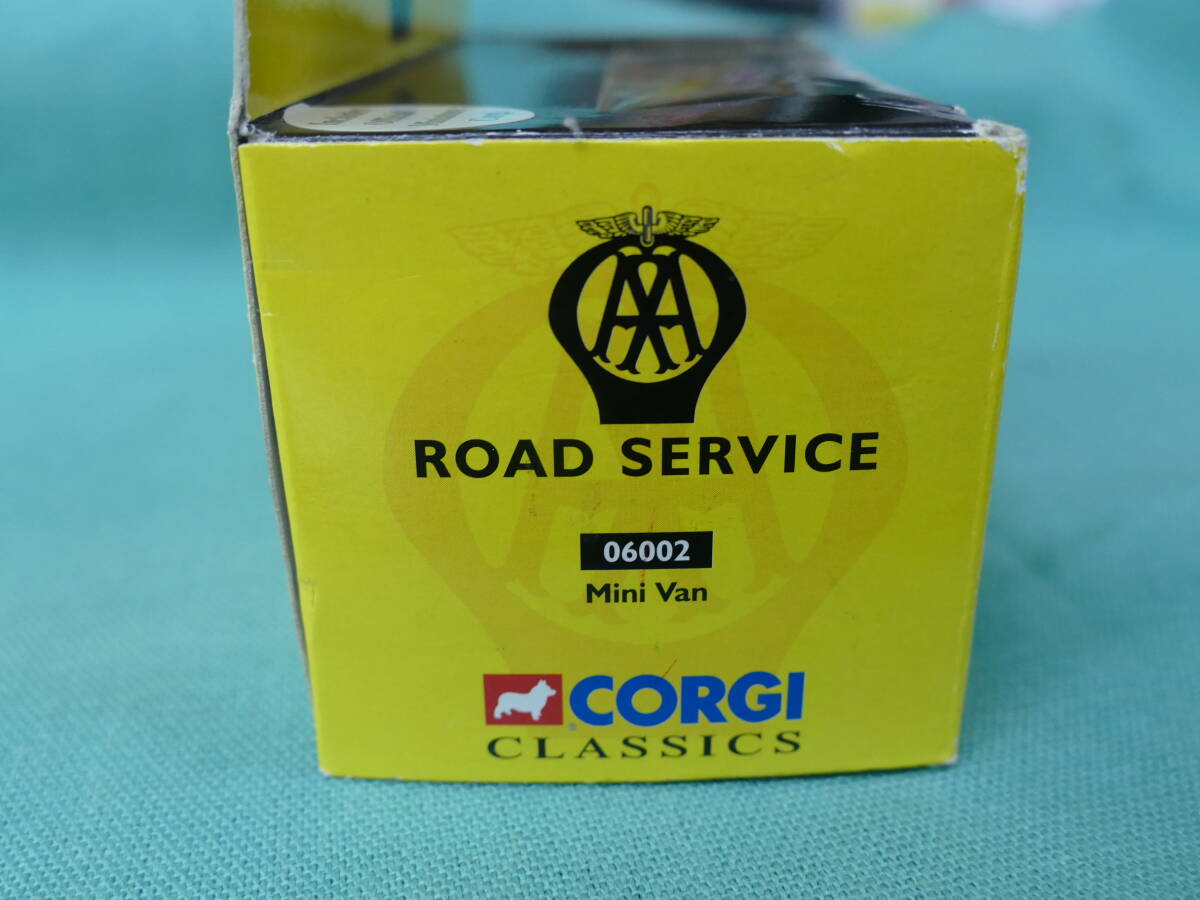 AA
ROAD SERVICE
06002
Mini Van
CORGI
CLASSICS